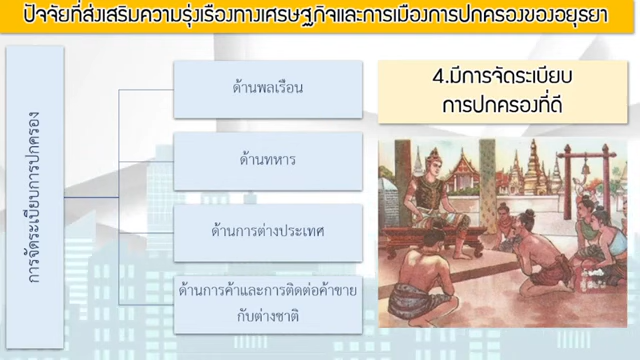 ปัจจัยที่ส่งเสริมความรุ่งเรืองทางเศรษฐกิจและการเมืองการปกครองของอยุธยา
การจัดระเบียบการปกครอง
ด้านพลเรือน
ด้านทหาร
ด้านการต่างประเทศ
ด้านการค้าและการติดต่อค้าขาย
กับต่างชาติ
4.มีการจัดระเบียบ
การปกครองที่ดี